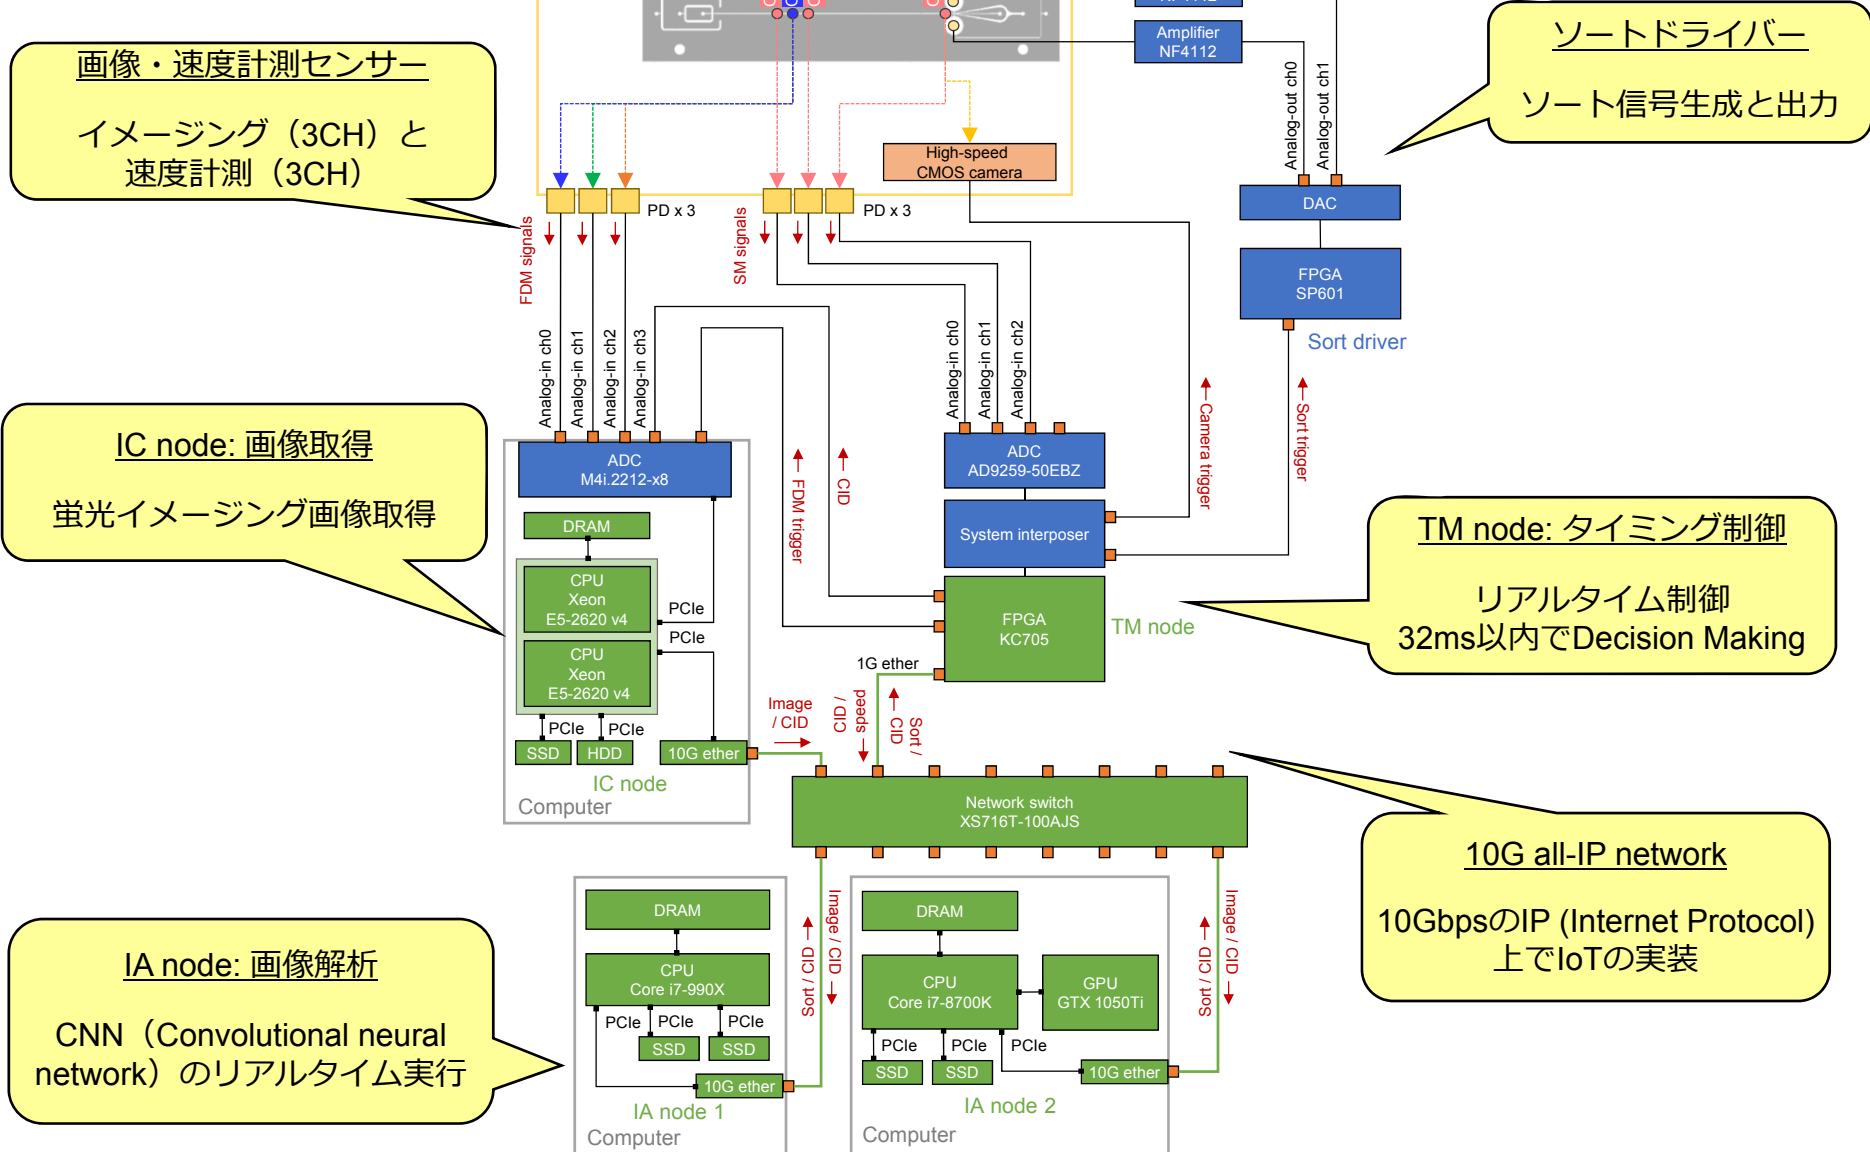 画像・速度計測センサー
イメージング（3CH）と
速度計測（3CH）
Amplifier
NF4112
ソートドライバー
ソート信号生成と出力
High-speed
CMOS camera
Analog-out ch0
Analog-out ch1
PD x 3
PD x 3
DAC
FPGA
SP601
Sort driver
FDM signals
SM signals
Analog-in ch0
Analog-in ch1
Analog-in ch2
Analog-in ch3
Analog-in ch0
Analog-in ch1
Analog-in ch2
Camera trigger
Sort trigger
IC node: 画像取得
蛍光イメージング画像取得
ADC
M4i.2212-x8
FDM trigger
CID
ADC
AD9259-50EBZ
System interposer
FPGA
KC705
TM node
TM node: タイミング制御
リアルタイム制御
32ms以内でDecision Making
DRAM
CPU
Xeon
E5-2620 v4
CPU
Xeon
E5-2620 v4
PCIe
PCIe
PCIe
PCIe
SSD
HDD
10G ether
IC node
Computer
1G ether
Image
/ CID
speed
/ CID
Sort /
CID
Network switch
XS716T-100AJS
10G all-IP network
10GbpsのIP (Internet Protocol)
上でIoTの実装
IA node: 画像解析
CNN（Convolutional neural
network）のリアルタイム実行
DRAM
CPU
Core i7-990X
PCIe
PCIe
PCIe
SSD
SSD
10G ether
IA node 1
Computer
Image / CID
Sort / CID
DRAM
CPU
Core i7-8700K
GPU
GTX 1050Ti
PCIe
PCIe
PCIe
SSD
SSD
10G ether
IA node 2
Computer
Image / CID
Sort / CID